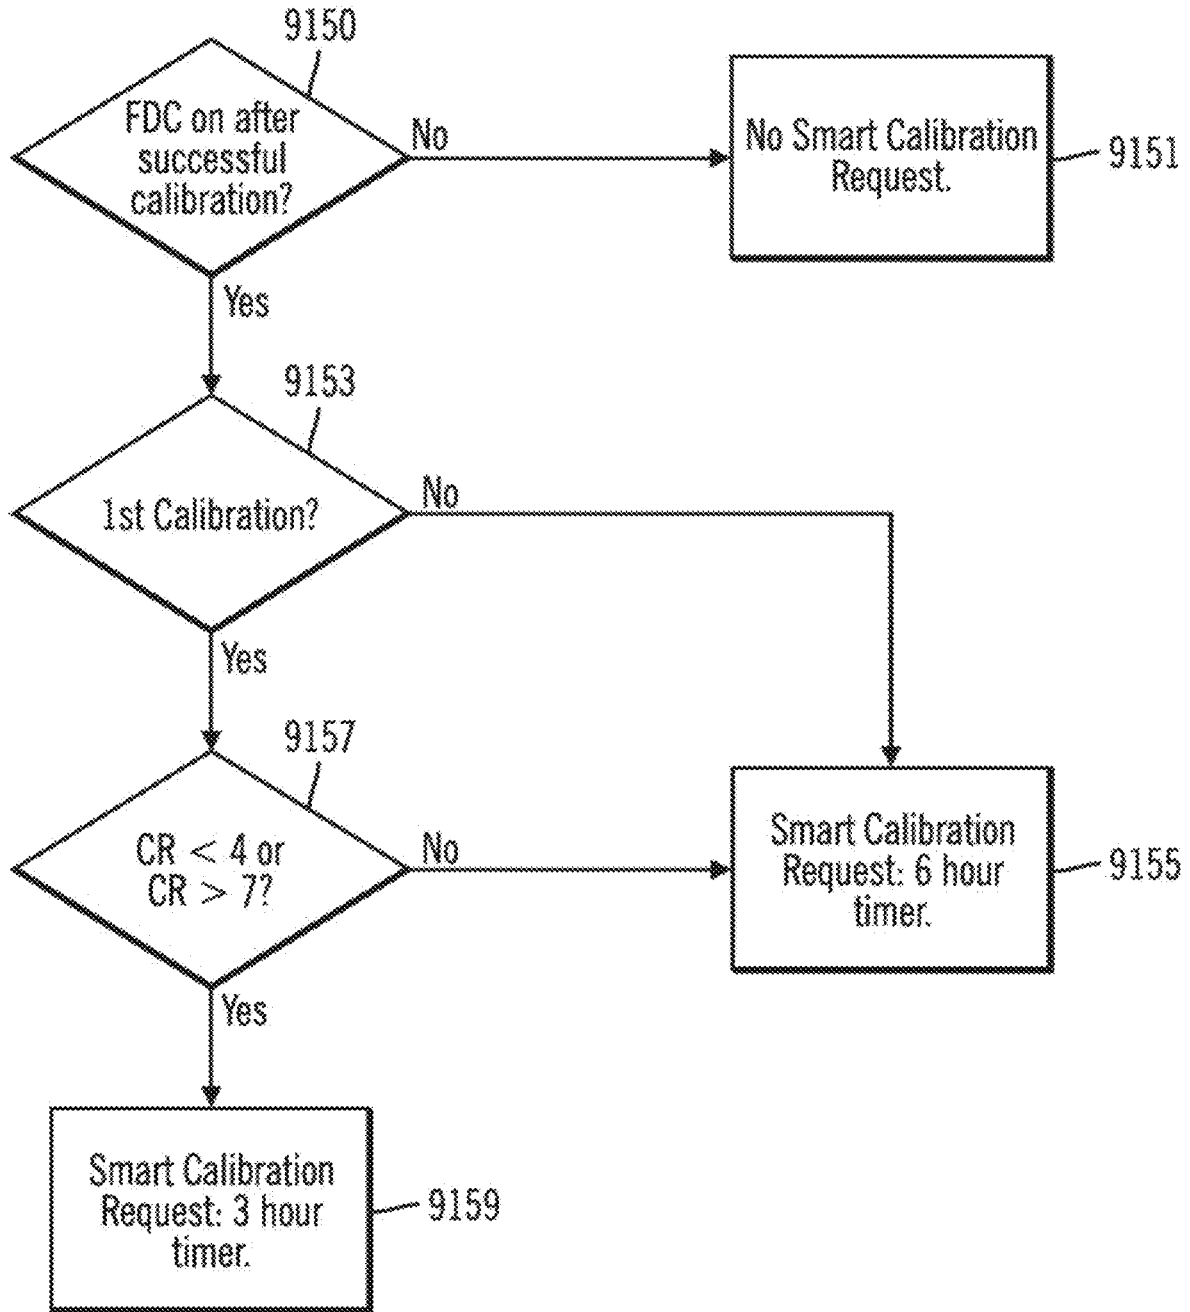 9150
FDC on after
successful
calibration?
No
No Smart Calibration
Request.
9151
Yes
9153
1st Calibration?
No
Yes
9157
CR < 4 or
CR > 7?
No
Smart Calibration
Request: 6 hour
timer.
9155
Yes
Smart Calibration
Request: 3 hour
timer.
9159